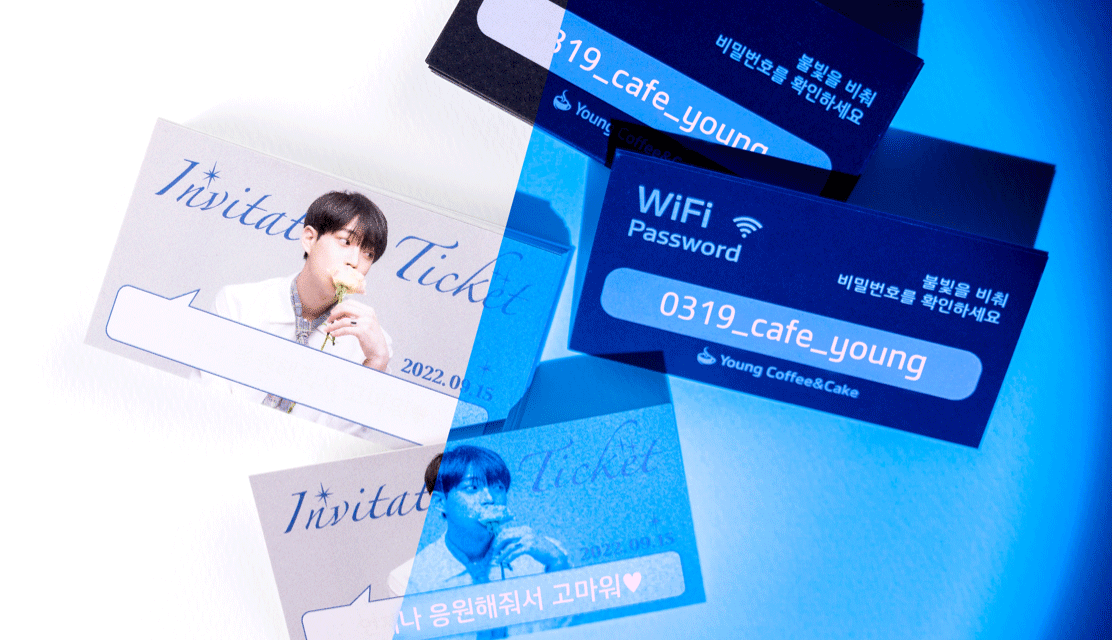 319_cafe_young
불빛을 비춰
비밀번호를 확인하세요
Young Coffee&
WiFi
Password
불빛을 비춰
비밀번호를 확인하세요
0319_cafe_young
Young Coffee&Cake
Invitat Ticket
2022.09.15
Invitat Ticket
2022.09.15
나 응원해줘서 고마워♥